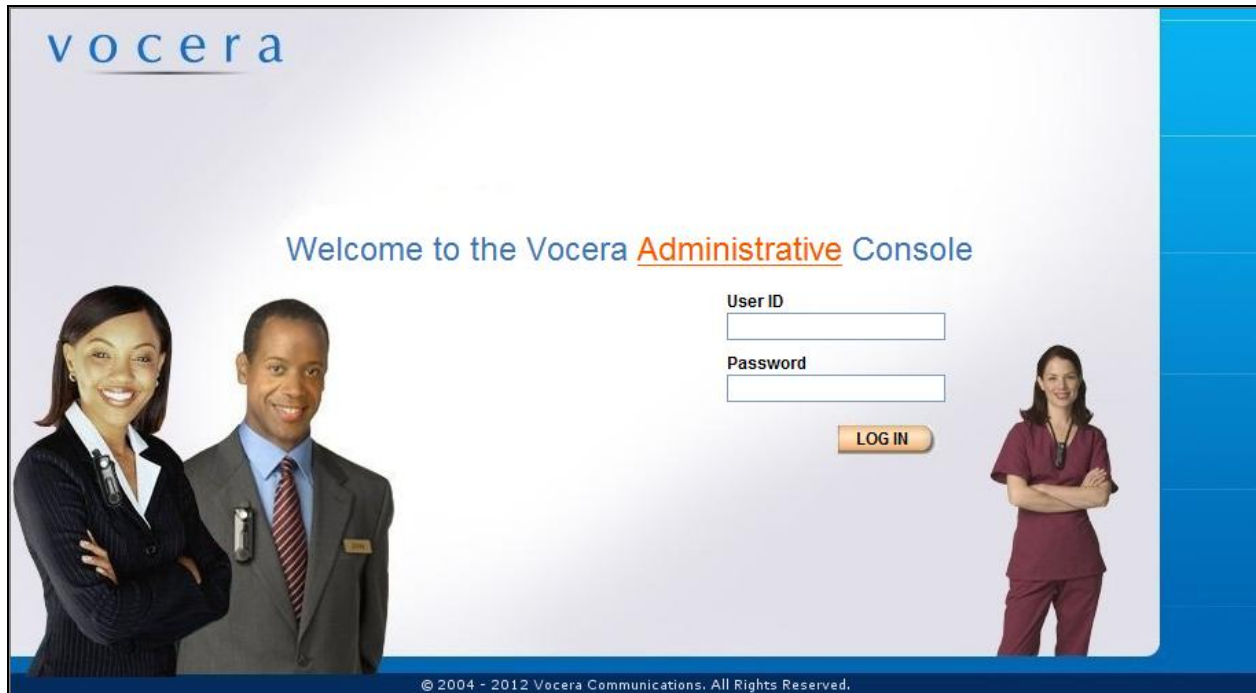 vocera
Welcome to the Vocera Administrative Console
User ID
Password
LOG IN
© 2004 - 2012 Vocera Communications. All Rights Reserved.